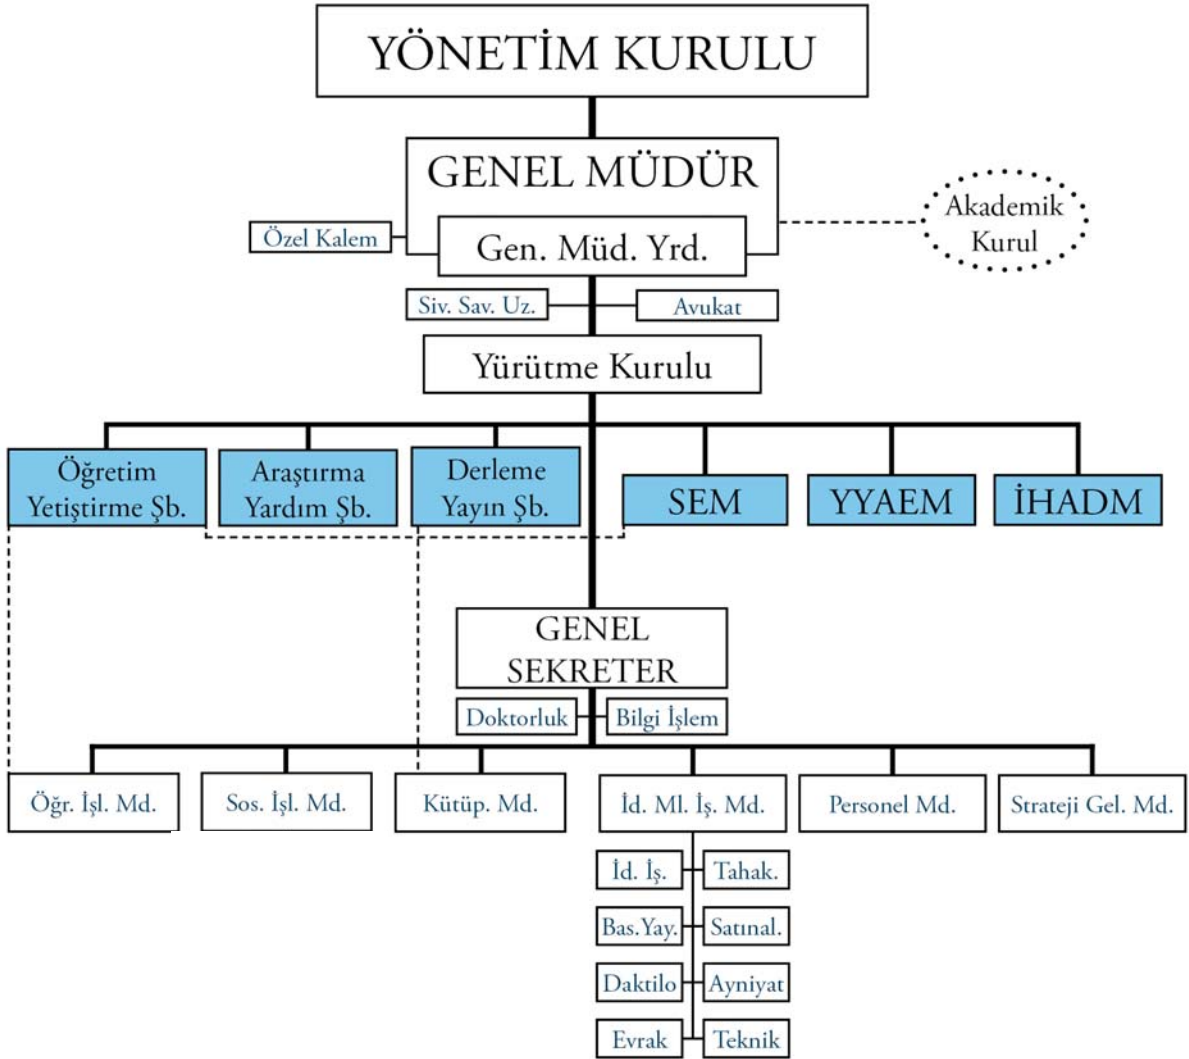 YÖNETİM KURULU
GENEL MÜDÜR
Akademik
Kurul
Özel Kalem
Gen. Müd. Yrd.
Siv. Sav. Uz.
Avukat
Yürütme Kurulu
Öğretim
Yetiştirme Şb.
Araştırma
Yardım Şb.
Derleme
Yayın Şb.
SEM
YYAEM
İHADM
GENEL
SEKRETER
Doktorluk
Bilgi İşlem
Öğr. İşl. Md.
Sos. İşl. Md.
Kütüp. Md.
İd. Ml. İş. Md.
Personel Md.
Strateji Gel. Md.
İd. İş.
Tahak.
Bas.Yay.
Satınal.
Daktilo
Ayniyat
Evrak
Teknik